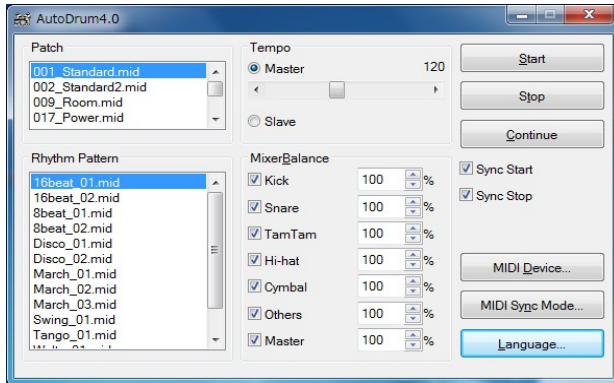 AutoDrum4.0
Patch
001_Standard.mid
002_Standard2.mid
009_Room.mid
017_Power.mid
Tempo
Master 120
Slave
Start
Stop
Continue
Sync Start
Sync Stop
Rhythm Pattern
16beat_01.mid
16beat_02.mid
8beat_01.mid
8beat_02.mid
Disco_01.mid
Disco_02.mid
March_01.mid
March_02.mid
March_03.mid
Swing_01.mid
Tango_01.mid
MixerBalance
Kick 100 %
Snare 100 %
TamTam 100 %
Hi-hat 100 %
Cymbal 100 %
Others 100 %
Master 100 %
MIDI Device...
MIDI Sync Mode...
Language...